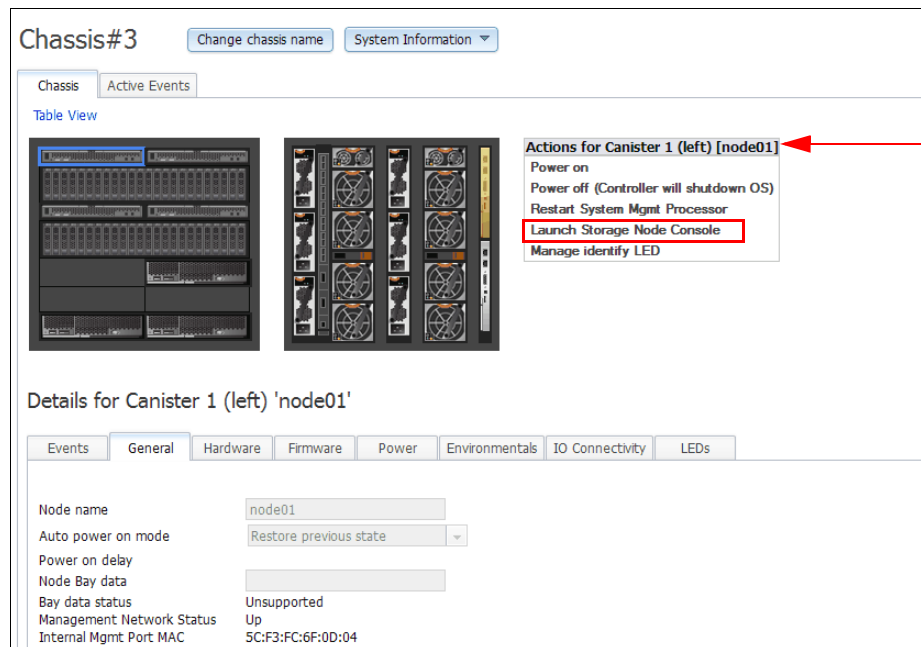 Chassis#3
Change chassis name
System Information
Chassis
Active Events
Table View
Actions for Canister 1 (left) [node01]
Power on
Power off (Controller will shutdown OS)
Restart System Mgmt Processor
Launch Storage Node Console
Manage identify LED
Details for Canister 1 (left) 'node01'
Events
General
Hardware
Firmware
Power
Environmentals
IO Connectivity
LEDs
Node name node01
Auto power on mode Restore previous state
Power on delay
Node Bay data
Bay data status Unsupported
Management Network Status Up
Internal Mgmt Port MAC 5C:F3:FC:6F:0D:04